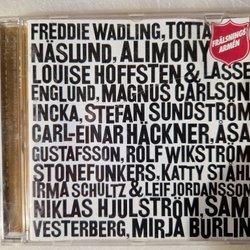 FREDDIE WADLING, TOTTA
NÄSLUND, ALIMONY
LOUISE HOFFSTEN & LASSE
ENGLUND, MAGNUS CARLSON
INCKA, STEFAN SUNDSTRÖM
CARL-EINAR HÄCKNER, ÅSA
GUSTAFSSON, ROLF WIKSTRÖM
STONEFUNKERS, KATTY STÅHL
IRMA SCHULTZ & LEIF JORDANSSON
NIKLAS HJULSTRÖM, SAM
VESTERBERG, MIRJA BURLIN
FRÄLSNINGS
ARMÉN